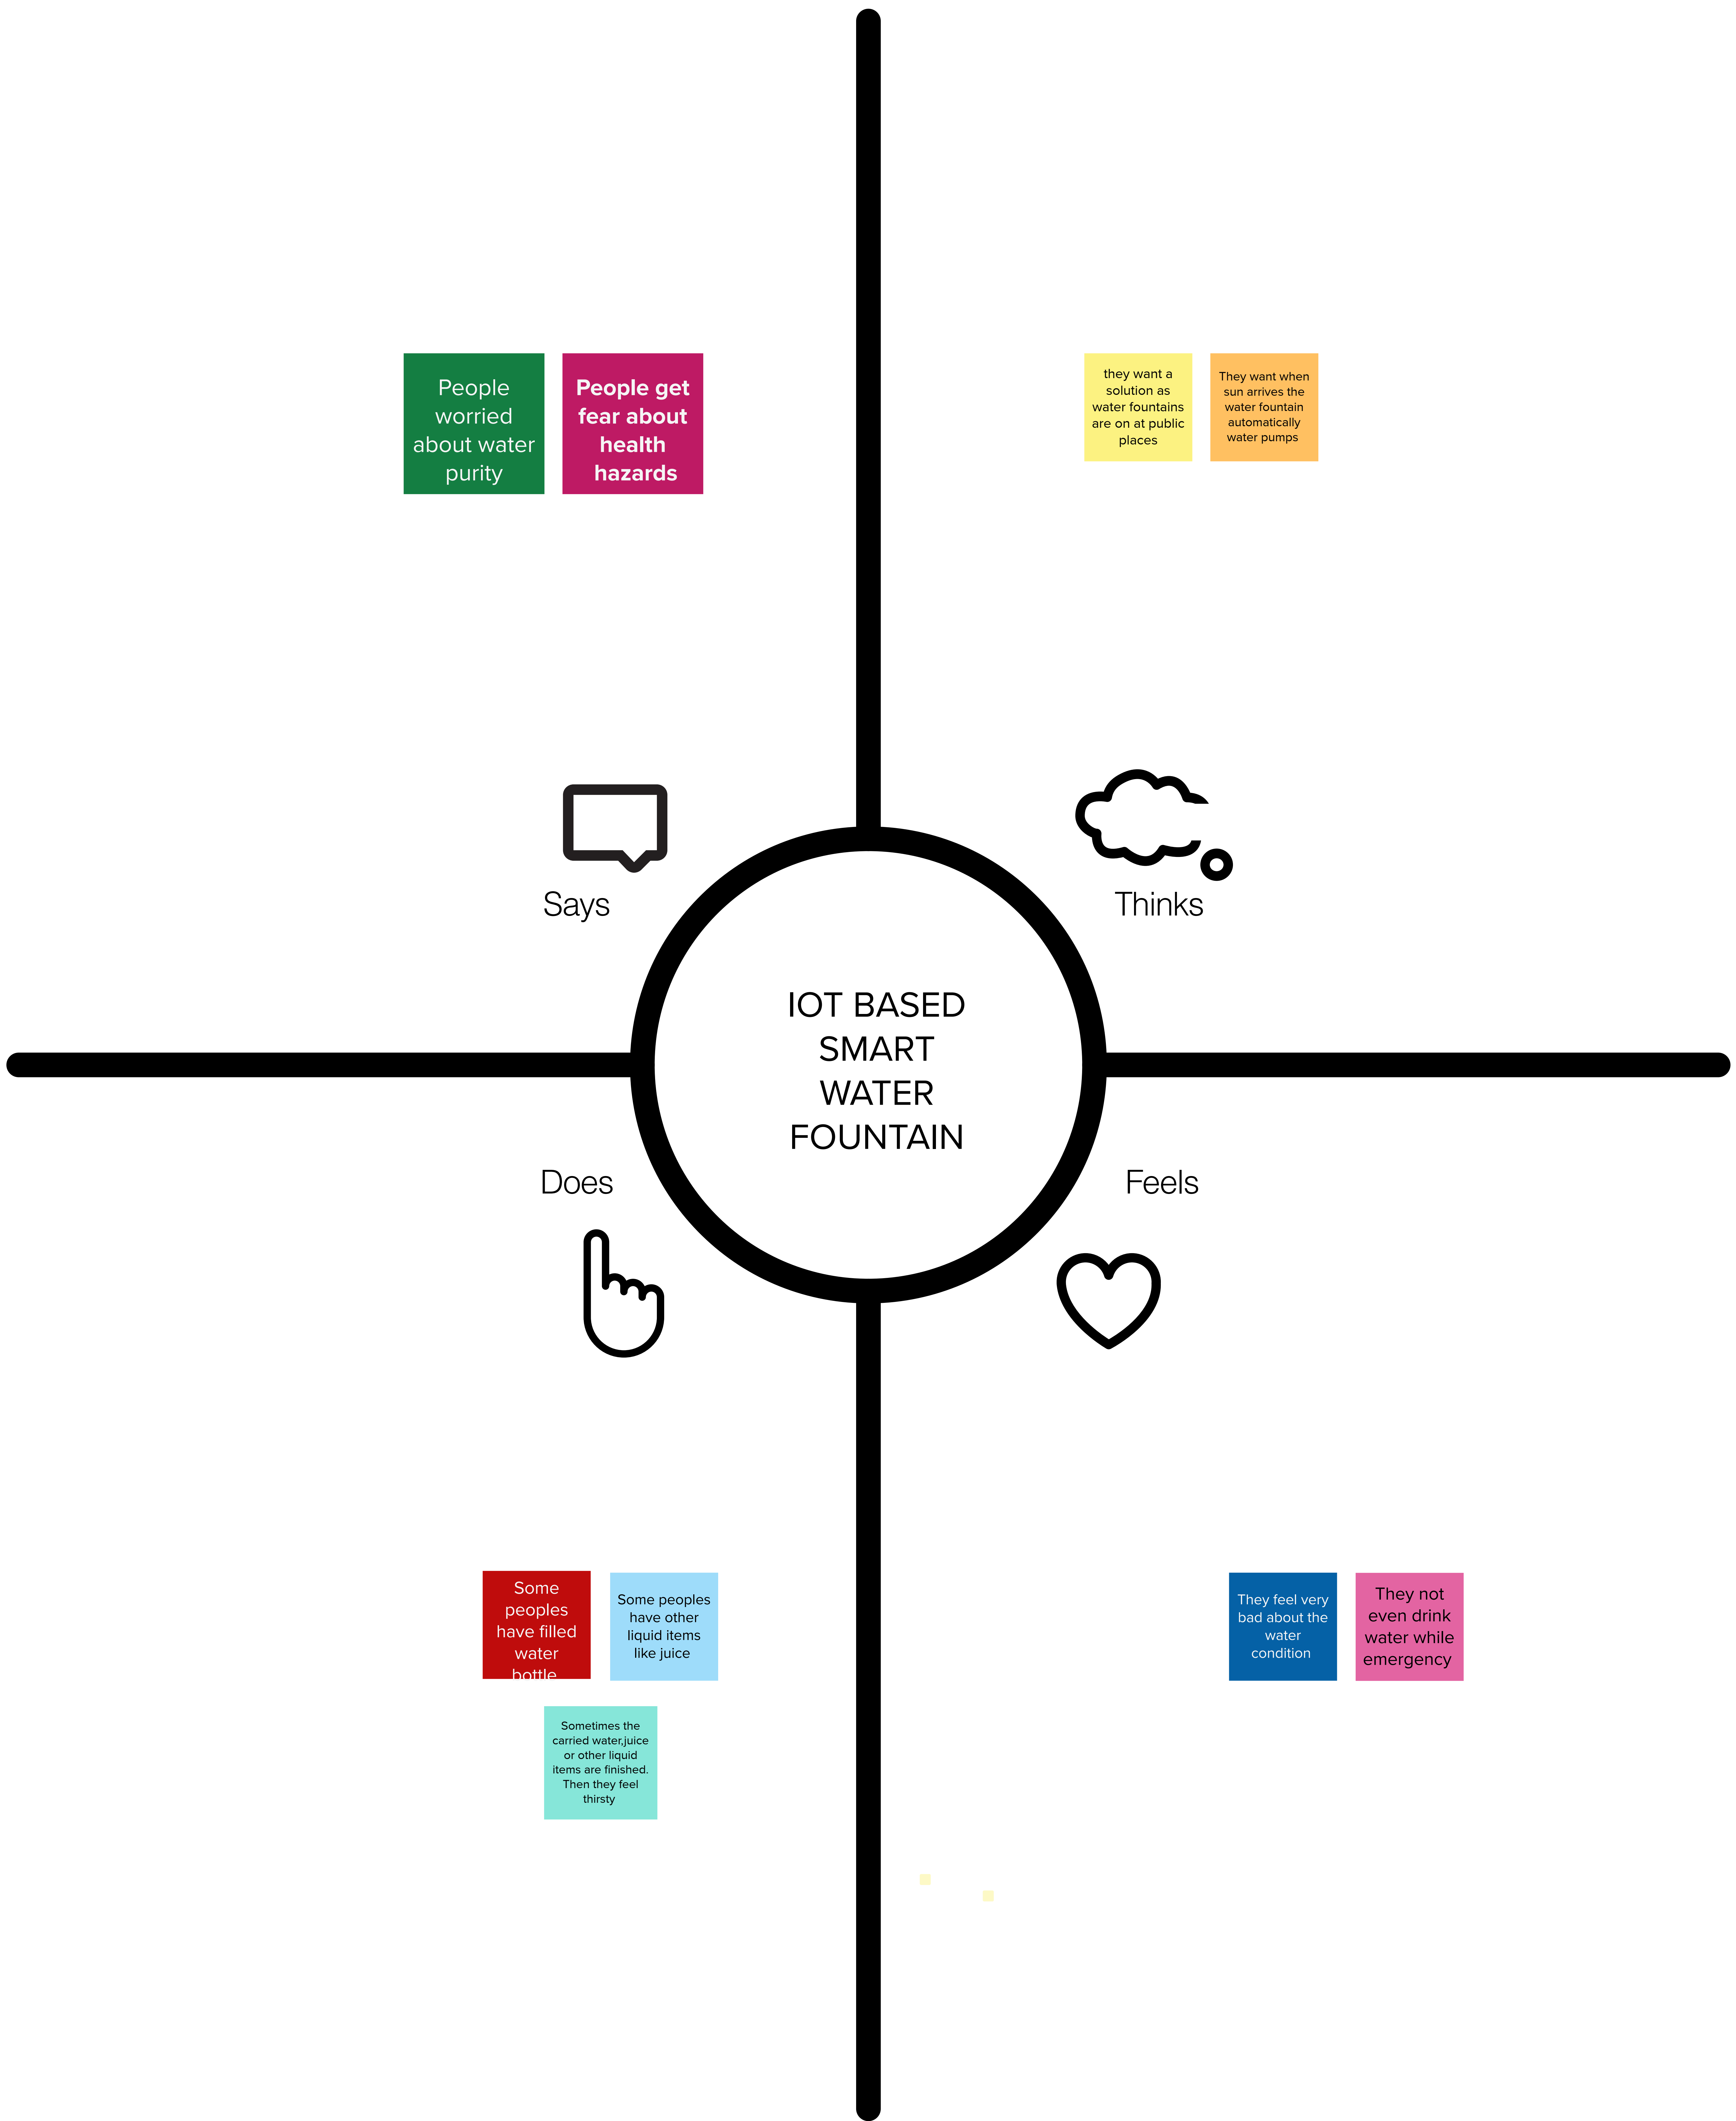 People
worried
about water
purity
People get
fear about
health
hazards
they want a
solution as
water fountains
are on at public
places
They want when
sun arrives the
water fountain
automatically
water pumps
Says
Thinks
IOT BASED
SMART
WATER
FOUNTAIN
Does
Feels
Some
peoples
have filled
water
bottle
Some peoples
have other
liquid items
like juice
Sometimes the
carried water,juice
or other liquid
items are finished.
Then they feel
thirsty
They feel very
bad about the
water
condition
They not
even drink
water while
emergency